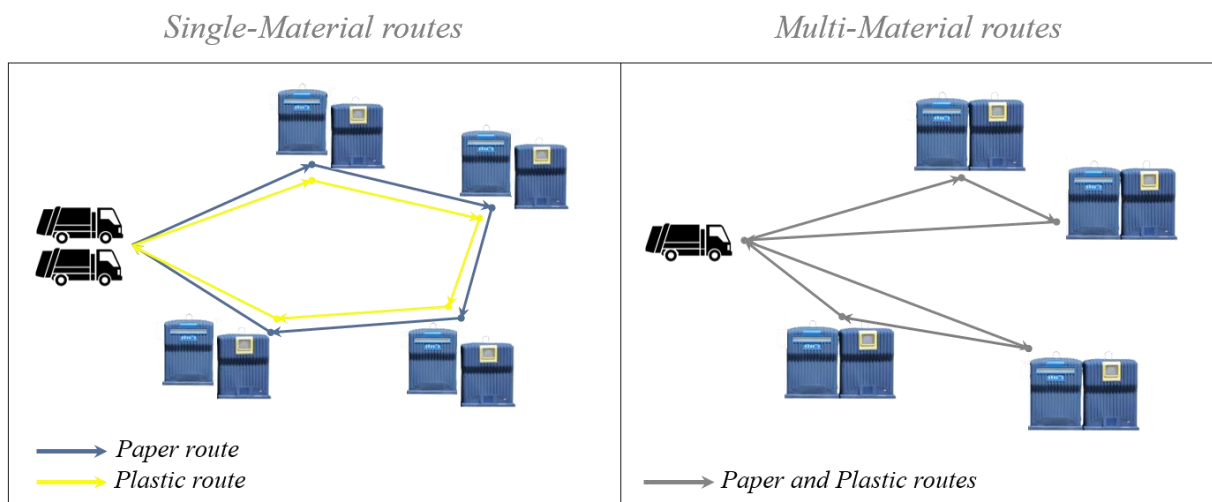 Single-Material routes
Multi-Material routes
Paper route
Plastic route
Paper and Plastic routes